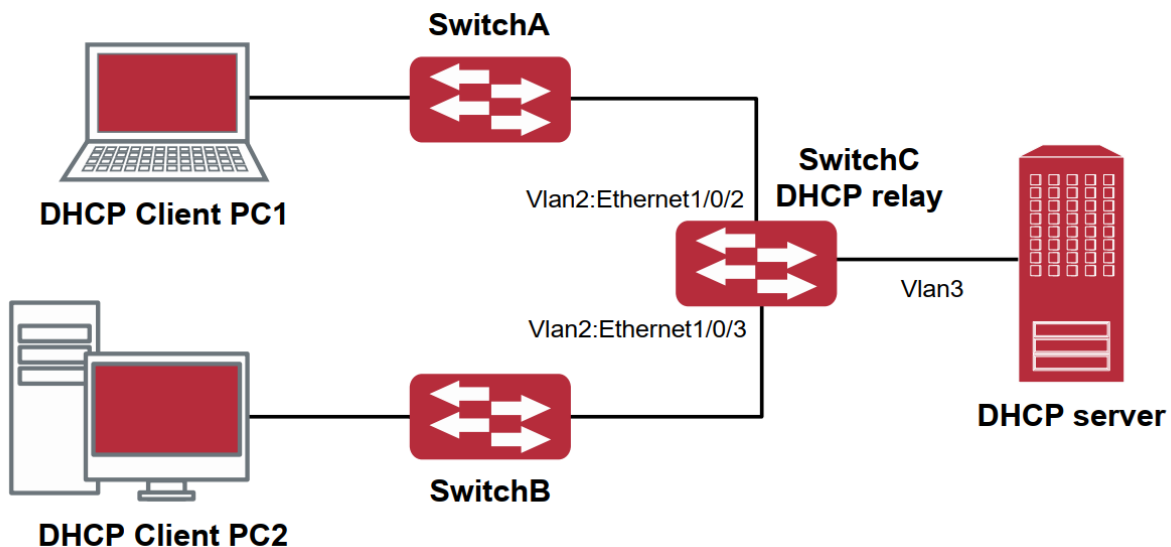 SwitchA
DHCP Client PC1
SwitchC
DHCP relay
Vlan2:Ethernet1/0/2
Vlan3
Vlan2:Ethernet1/0/3
DHCP server
SwitchB
DHCP Client PC2